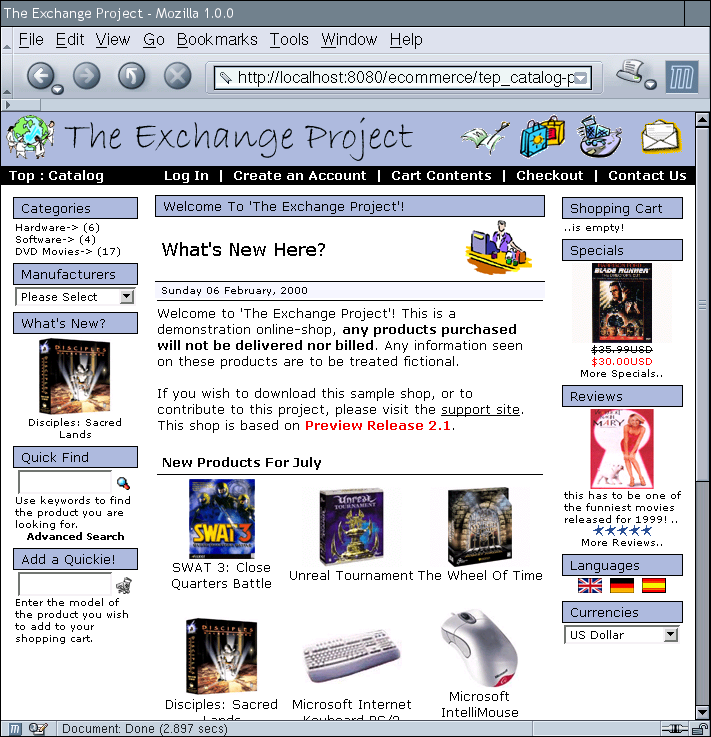 The Exchange Project - Mozilla 1.0.0
File Edit View Go Bookmarks Tools Window Help
http://localhost:8080/ecommerce/tep_catalog-p
The Exchange Project
Top : Catalog
Log In | Create an Account | Cart Contents | Checkout | Contact Us
Categories
Hardware-> (6)
Software-> (4)
DVD Movies-> (17)
Manufacturers
Please Select
What's New?
DISCIPLES
Disciples: Sacred
Lands
Quick Find
Use keywords to find
the product you are
looking for.
Advanced Search
Add a Quickie!
Enter the model of
the product you wish
to add to your
shopping cart.
Welcome To 'The Exchange Project'!
What's New Here?
Sunday 06 February, 2000
Welcome to 'The Exchange Project'! This is a
demonstration online-shop, any products purchased
will not be delivered nor billed. Any information seen
on these products are to be treated fictional.
If you wish to download this sample shop, or to
contribute to this project, please visit the support site.
This shop is based on Preview Release 2.1.
New Products For July
SWAT 3
SWAT 3: Close
Quarters Battle
Unreal
TOURNAMENT
Unreal Tournament
The Wheel Of Time
DISCIPLES
Disciples: Sacred
Lands
Microsoft Internet
Keyboard PS/2
Microsoft
IntelliMouse
Shopping Cart
..is empty!
Specials
BLADE RUNNER
$35.99USD
$30.00USD
More Specials..
Reviews
MARY
this has to be one of
the funniest movies
released for 1999! ..
More Reviews..
Languages
Currencies
US Dollar
Document: Done (2.897 secs)